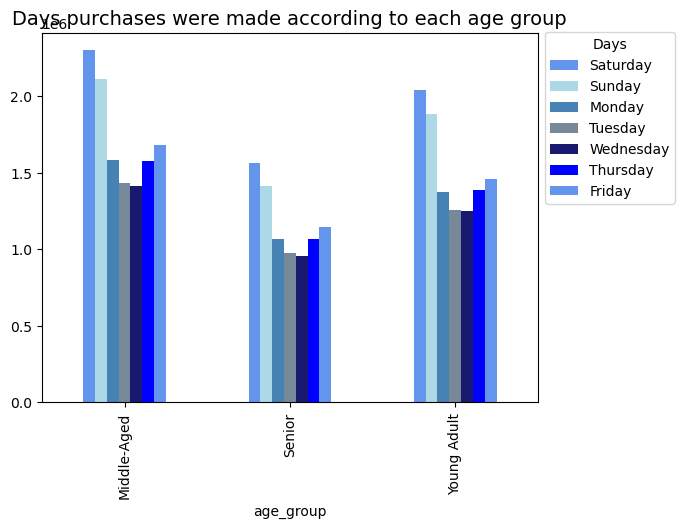 Days purchases were made according to each age group
1e6
2.0
1.5
1.0
0.5
0.0
Middle-Aged
Senior
Young Adult
age_group
Days
Saturday
Sunday
Monday
Tuesday
Wednesday
Thursday
Friday